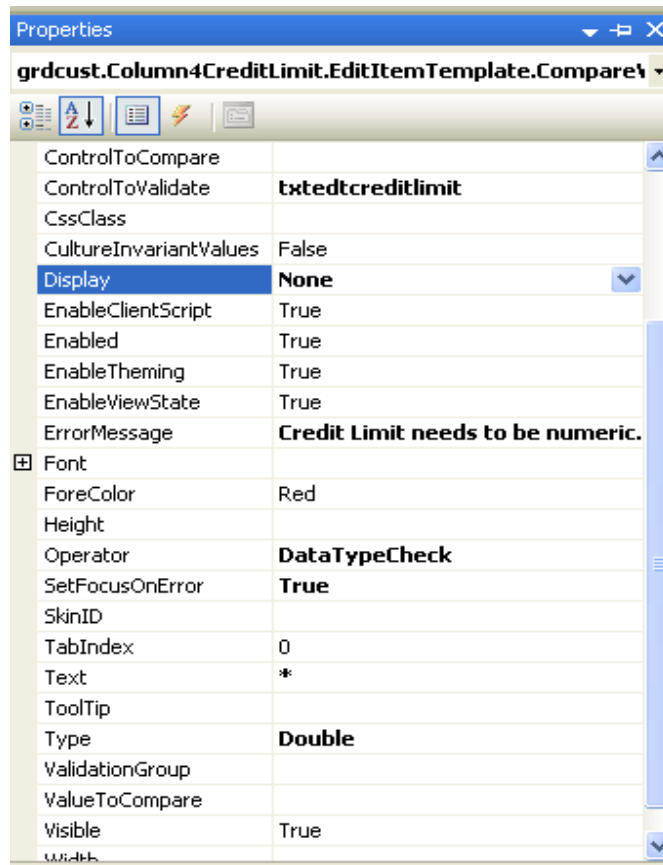 Properties
grdcust.Column4CreditLimit.EditItemTemplate.Compare
ControlToCompare
ControlToValidate txtedtcreditlimit
CssClass
CultureInvariantValues False
Display None
EnableClientScript True
Enabled True
EnableTheming True
EnableViewState True
ErrorMessage Credit Limit needs to be numeric.
Font
ForeColor Red
Height
Operator DataTypeCheck
SetFocusOnError True
SkinID
TabIndex 0
Text *
ToolTip
Type Double
ValidationGroup
ValueToCompare
Visible True
Width